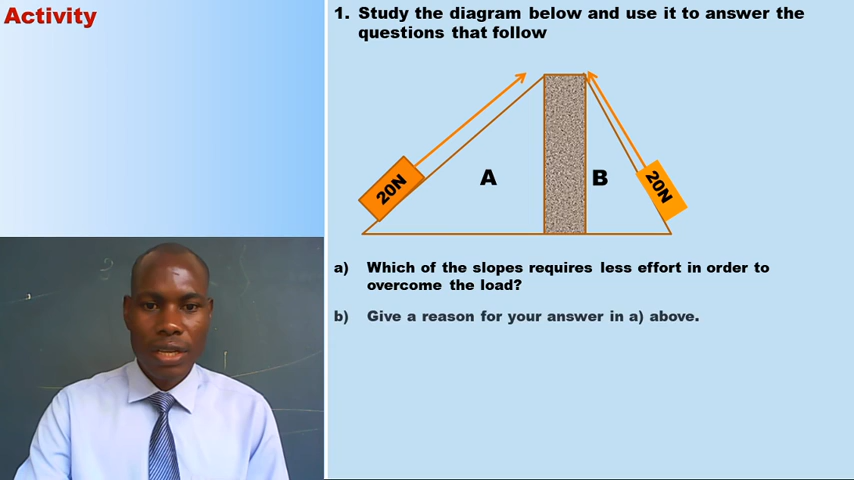 Activity
1. Study the diagram below and use it to answer the
questions that follow
20N
A
B
20N
a) Which of the slopes requires less effort in order to
overcome the load?
b) Give a reason for your answer in a) above.